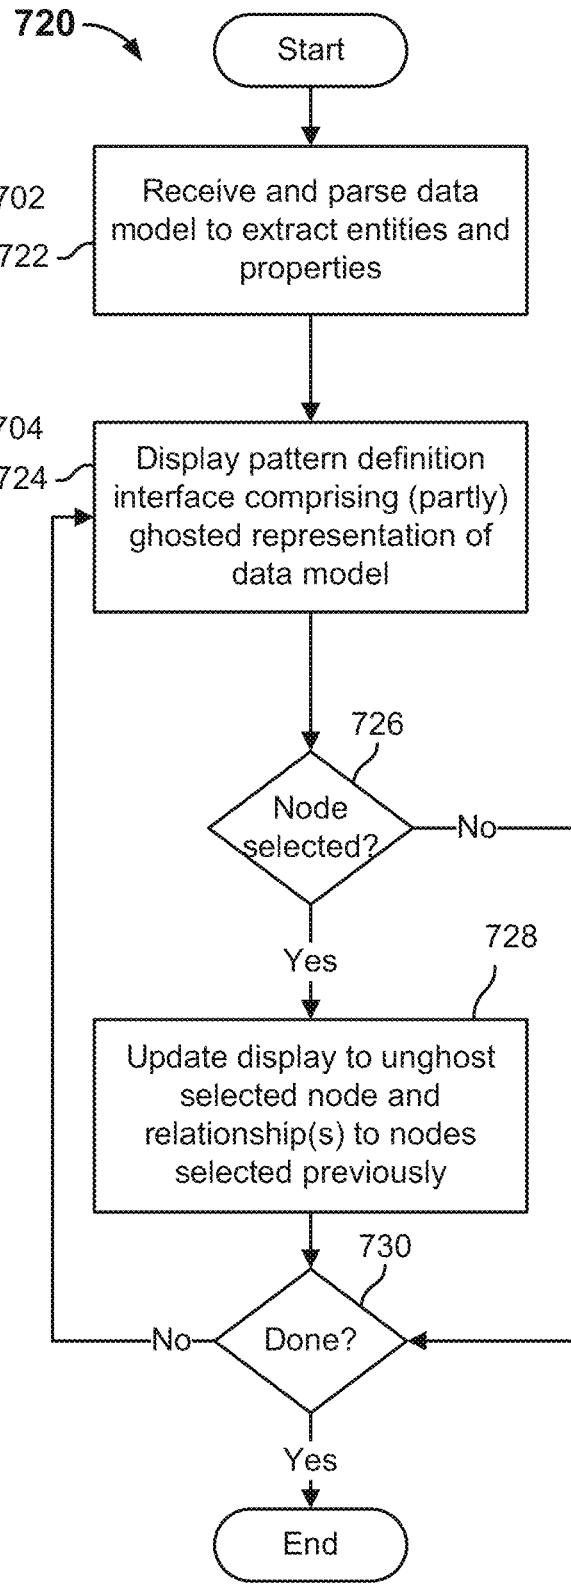 720
Start
702
Receive and parse data
model to extract entities and
722
properties
704
724
Display pattern definition
interface comprising (partly)
ghosted representation of
data model
726
Node
selected?
No
Yes
728
Update display to unghost
selected node and
relationship(s) to nodes
selected previously
730
Done?
No
Yes
End